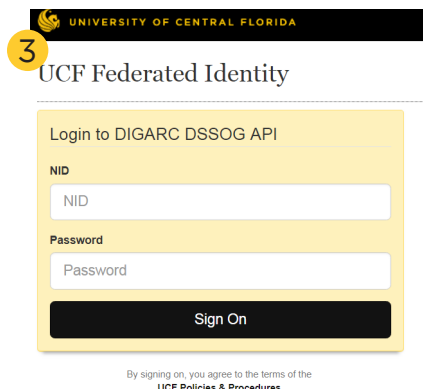 UNIVERSITY OF CENTRAL FLORIDA
3
UCF Federated Identity
Login to DIGARC DSSOG API
NID
NID
Password
Password
Sign On
By signing on, you agree to the terms of the
UCF Policies & Procedures